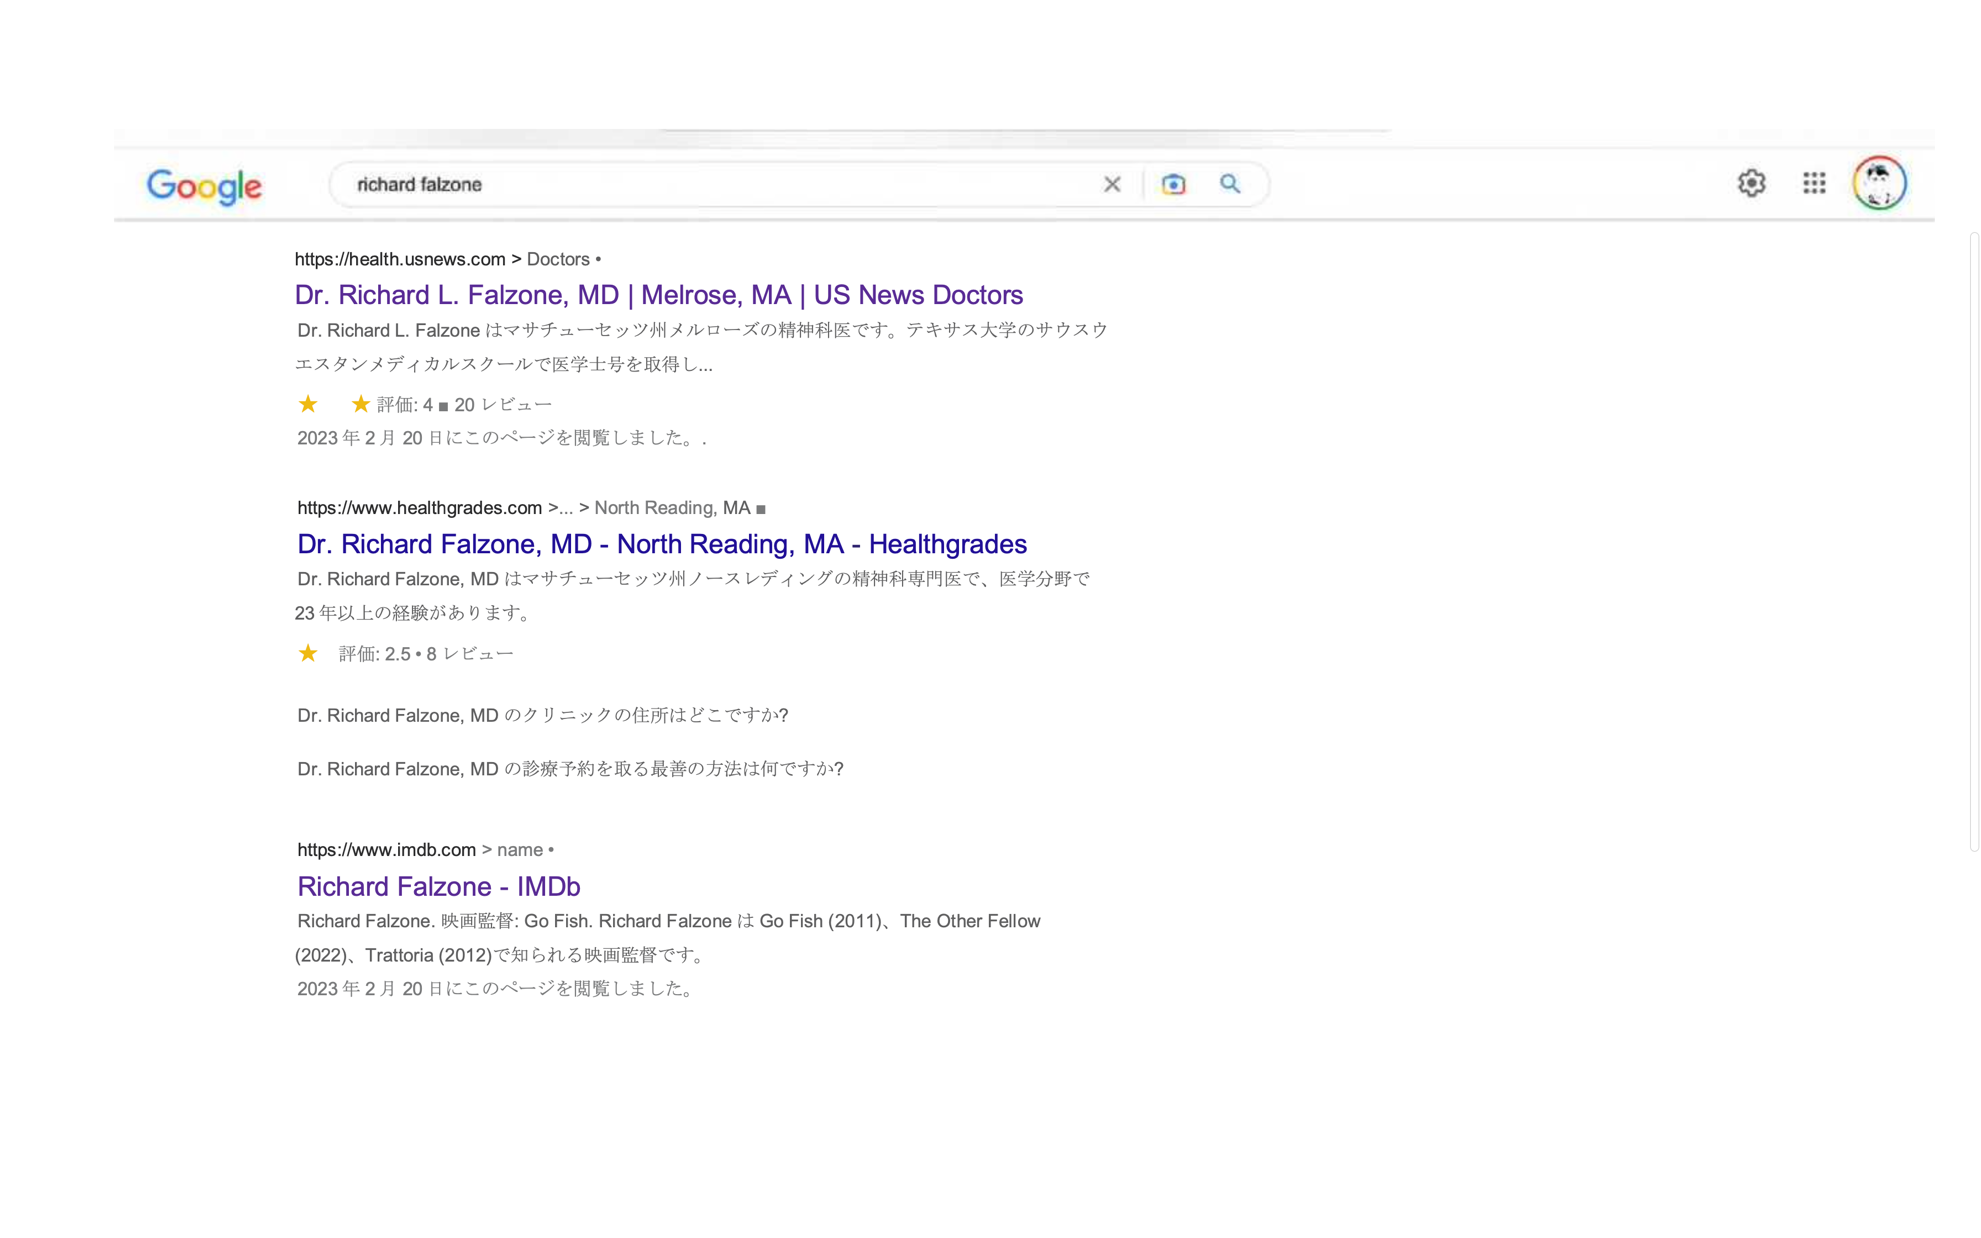 Google
richard falzone
https://health.usnews.com > Doctors •
Dr. Richard L. Falzone, MD | Melrose, MA | US News Doctors
Dr. Richard L. Falzone はマサチューセッツ州メルローズの精神科医です。テキサス大学のサウスウ
エスタンメディカルスクールで医学士号を取得し...
★ ★ 評価: 4 ■ 20 レビュー
2023 年 2 月 20 日にこのページを閲覧しました。.
https://www.healthgrades.com >... > North Reading, MA ■
Dr. Richard Falzone, MD - North Reading, MA - Healthgrades
Dr. Richard Falzone, MD はマサチューセッツ州ノースレディングの精神科専門医で、医学分野で
23 年以上の経験があります。
★ 評価: 2.5 • 8 レビュー
Dr. Richard Falzone, MD のクリニックの住所はどこですか?
Dr. Richard Falzone, MD の診療予約を取る最善の方法は何ですか?
https://www.imdb.com > name •
Richard Falzone - IMDb
Richard Falzone. 映画監督: Go Fish. Richard Falzone は Go Fish (2011)、The Other Fellow
(2022)、Trattoria (2012)で知られる映画監督です。
2023 年 2 月 20 日にこのページを閲覧しました。